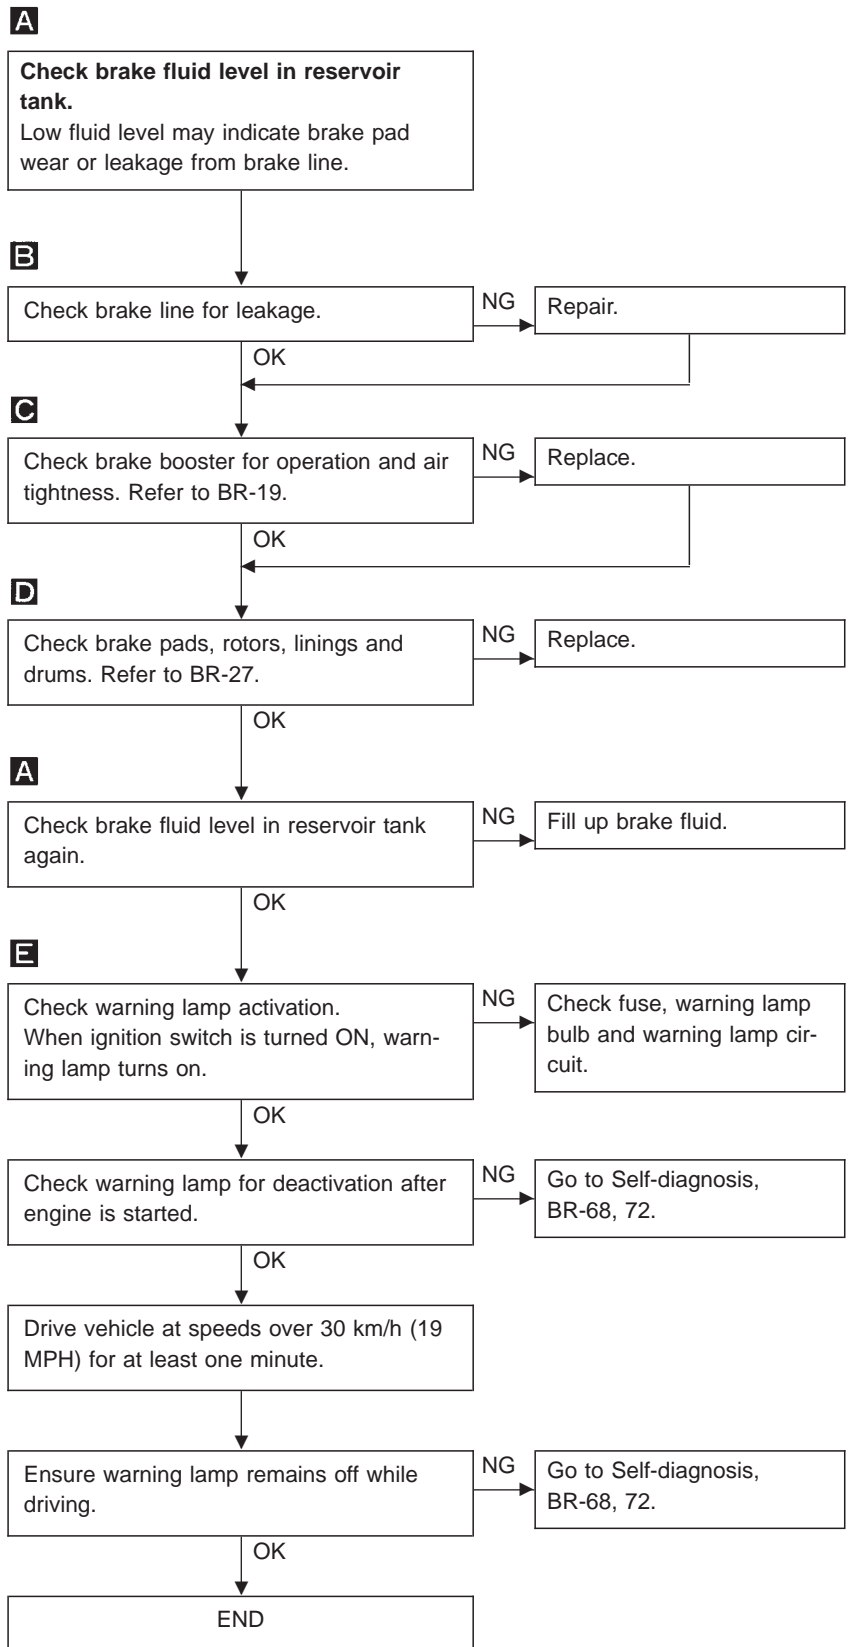 A
Check brake fluid level in reservoir
tank.
Low fluid level may indicate brake pad
wear or leakage from brake line.
B
Check brake line for leakage.
NG
Repair.
OK
C
Check brake booster for operation and air
tightness. Refer to BR-19.
NG
Replace.
OK
D
Check brake pads, rotors, linings and
drums. Refer to BR-27.
NG
Replace.
OK
A
Check brake fluid level in reservoir tank
again.
NG
Fill up brake fluid.
OK
E
Check warning lamp activation.
When ignition switch is turned ON, warn-
ing lamp turns on.
NG
Check fuse, warning lamp
bulb and warning lamp cir-
cuit.
OK
Check warning lamp for deactivation after
engine is started.
NG
Go to Self-diagnosis,
BR-68, 72.
OK
Drive vehicle at speeds over 30 km/h (19
MPH) for at least one minute.
Ensure warning lamp remains off while
driving.
NG
Go to Self-diagnosis,
BR-68, 72.
OK
END